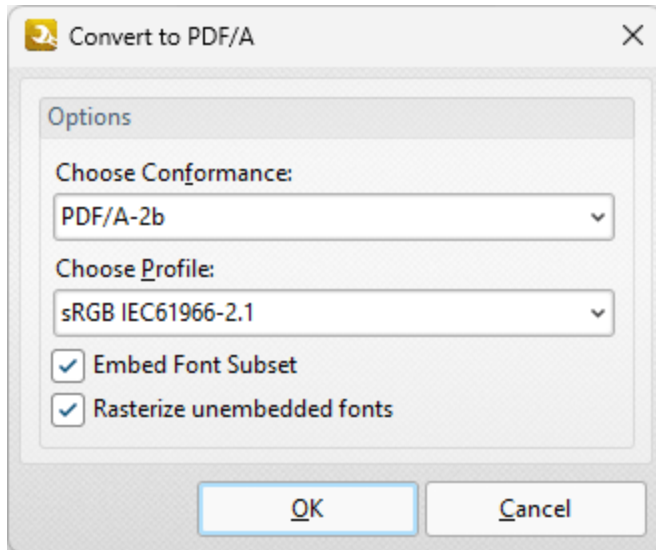 Convert to PDF/A
Options
Choose Conformance:
PDF/A-2b
Choose Profile:
sRGB IEC61966-2.1
Embed Font Subset
Rasterize unembedded fonts
OK
Cancel